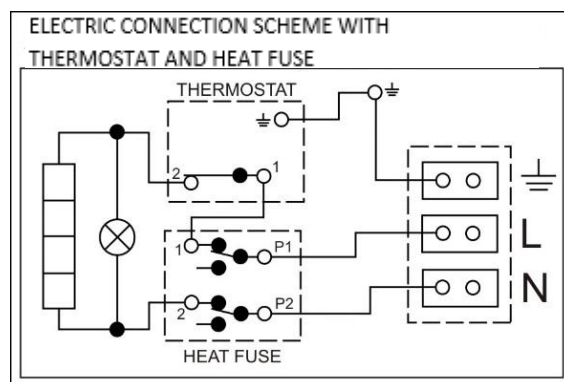 ELECTRIC CONNECTION SCHEME WITH
THERMOSTAT AND HEAT FUSE
THERMOSTAT
2
1
1
P1
L
2
P2
N
HEAT FUSE